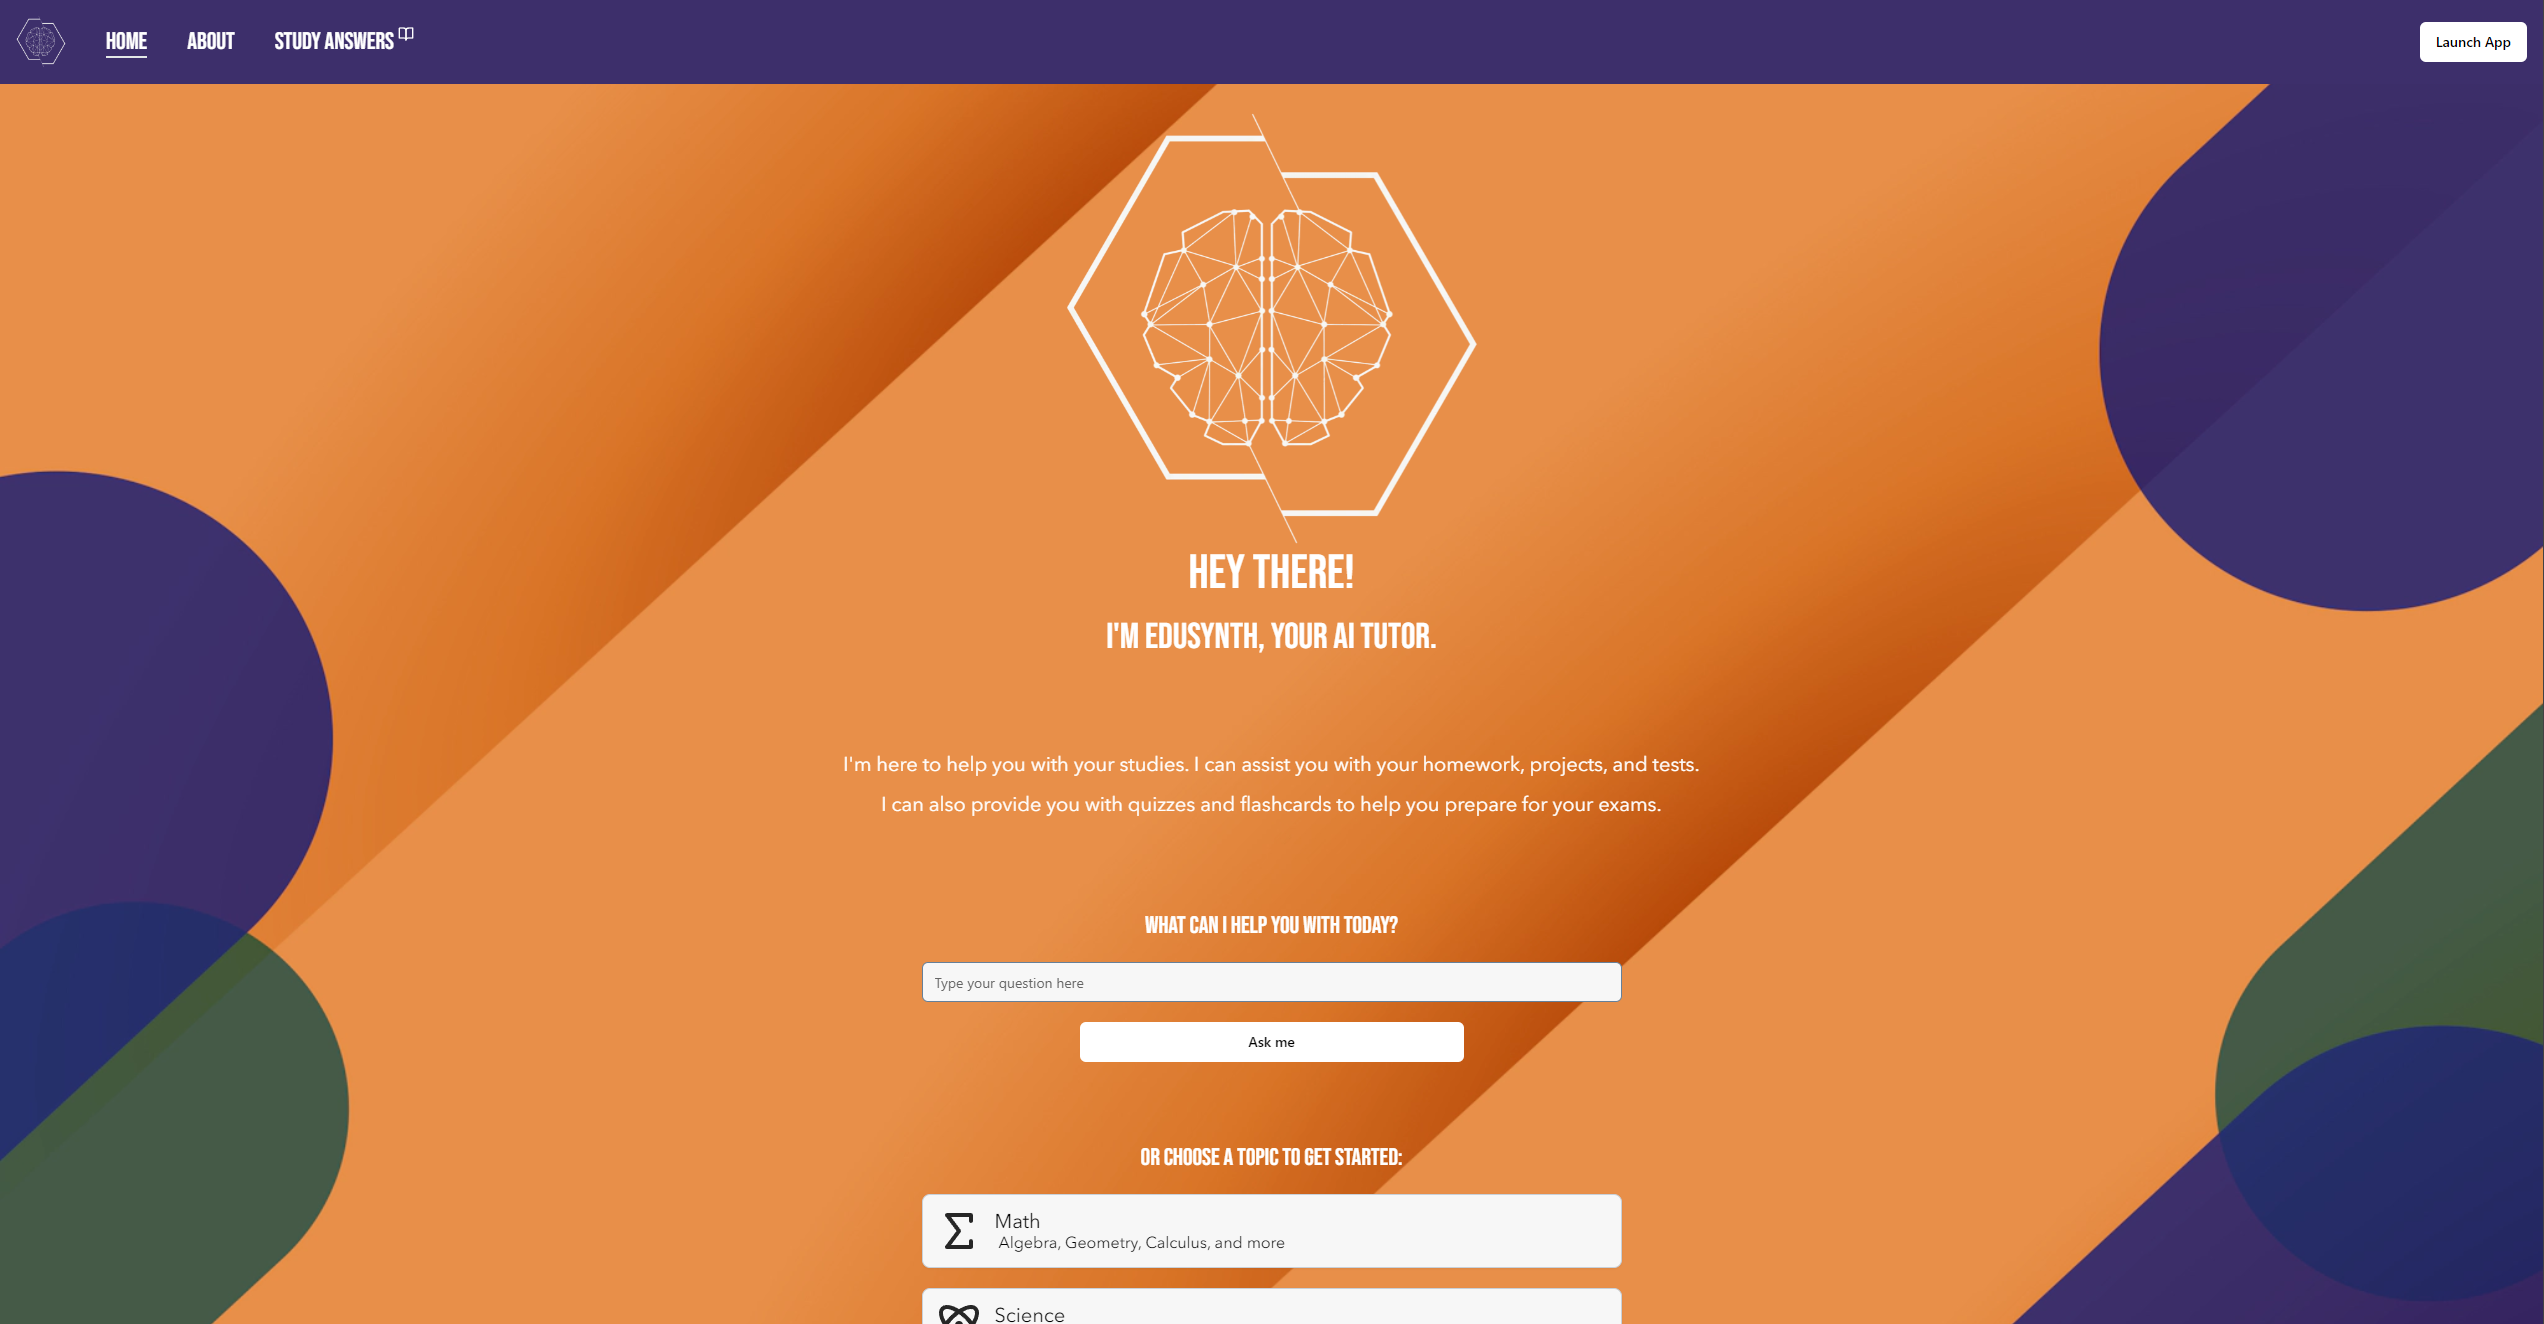 HOME ABOUT STUDY ANSWERS Launch App
HEY THERE!
I'M EDUSYNTH, YOUR AI TUTOR.
I'm here to help you with your studies. I can assist you with your homework, projects, and tests.
I can also provide you with quizzes and flashcards to help you prepare for your exams.
WHAT CAN I HELP YOU WITH TODAY?
Type your question here
Ask me
OR CHOOSE A TOPIC TO GET STARTED:
Math
Algebra, Geometry, Calculus, and more
Science